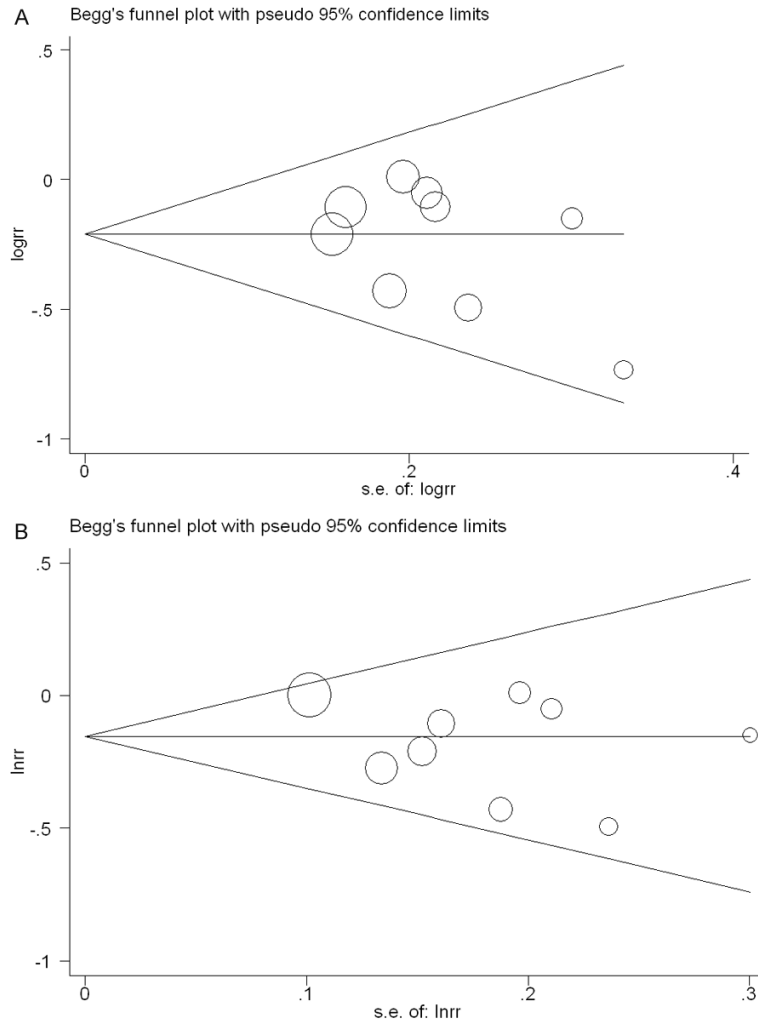 A
Begg's funnel plot with pseudo 95% confidence limits
.5
0
-.5
-1
logrr
0
.2
.4
s.e. of: logrr
B
Begg's funnel plot with pseudo 95% confidence limits
.5
0
-.5
-1
lnrr
0
.1
.2
.3
s.e. of: lnrr